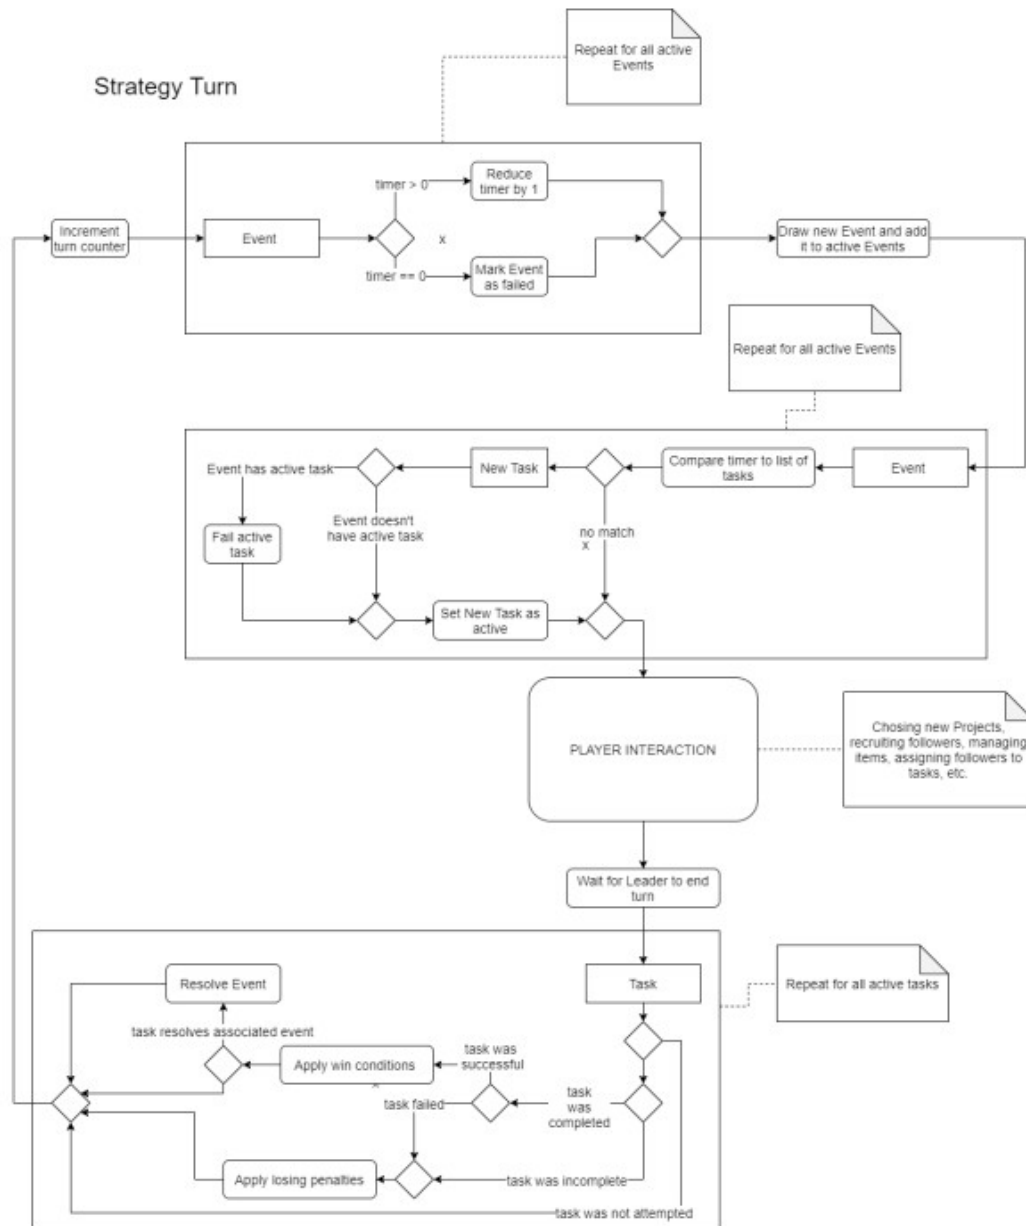 Repeat for all active
Events
Strategy Turn
timer > 0
Reduce
timer by 1
Increment
turn counter
Event
x
Draw new Event and add
it to active Events
timer == 0
Mark Event
as failed
Repeat for all active Events
Event has active task
New Task
Compare timer to list of
tasks
Event
Event doesn't
have active task
no match
x
Fail active
task
Set New Task as
active
PLAYER INTERACTION
Chosing new Projects,
recruiting followers, managing
items, assigning followers to
tasks, etc.
Wait for Leader to end
turn
Resolve Event
Task
Repeat for all active tasks
task resolves associated event
task was
successful
Apply win conditions
task
was
completed
task failed
Apply losing penalties
task was incomplete
task was not attempted